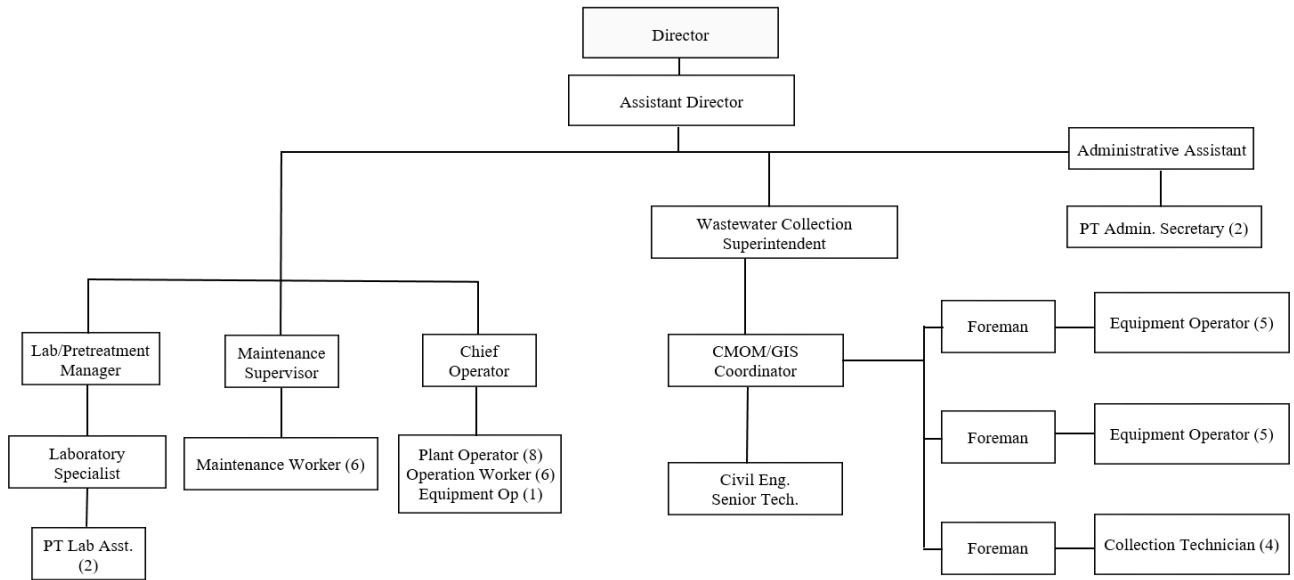 Director
Assistant Director
Administrative Assistant
PT Admin. Secretary (2)
Wastewater Collection
Superintendent
Lab/Pretreatment
Manager
Maintenance
Supervisor
Chief
Operator
CMOM/GIS
Coordinator
Foreman
Equipment Operator (5)
Laboratory
Specialist
Maintenance Worker (6)
Plant Operator (8)
Operation Worker (6)
Equipment Op (1)
Civil Eng.
Senior Tech.
Foreman
Equipment Operator (5)
PT Lab Asst.
(2)
Foreman
Collection Technician (4)